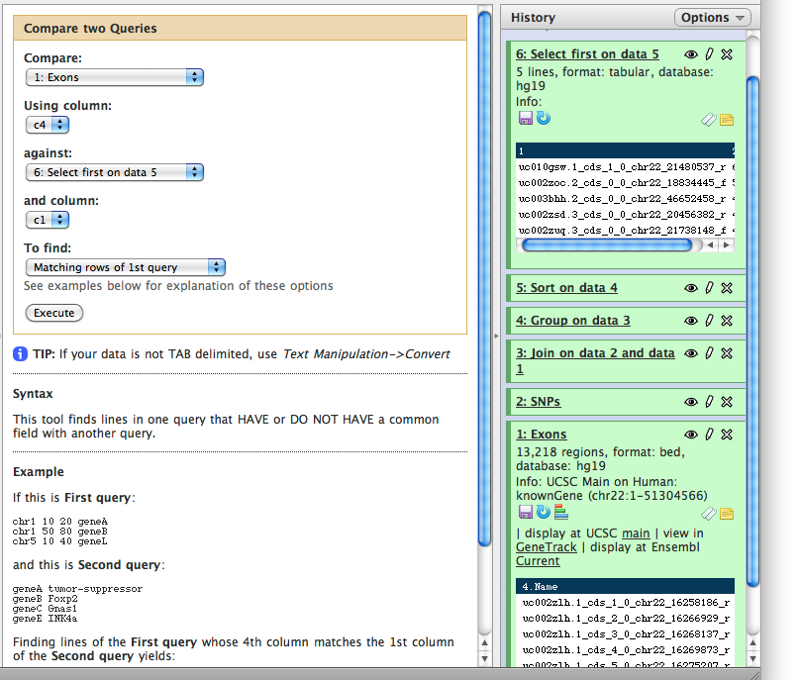 Compare two Queries
Compare:
1: Exons
Using column:
c4
against:
6: Select first on data 5
and column:
c1
To find:
Matching rows of 1st query
See examples below for explanation of these options
Execute
TIP: If your data is not TAB delimited, use Text Manipulation->Convert
Syntax
This tool finds lines in one query that HAVE or DO NOT HAVE a common
field with another query.
Example
If this is First query:
chr1 10 20 geneA
chr1 50 80 geneB
chr5 10 40 geneL
and this is Second query:
geneA tumor-suppressor
geneB Foxp2
geneC Gnas1
geneE INK4a
Finding lines of the First query whose 4th column matches the 1st column
of the Second query yields:
History
Options
6: Select first on data 5
5 lines, format: tabular, database:
hg19
Info:
1
uc010gsw.1_cds_1_0_chr22_21480537_r
uc002zoc.2_cds_0_0_chr22_18834445_f
uc003bhh.2_cds_0_0_chr22_46652458_r
uc002zsd.3_cds_0_0_chr22_20456382_r
uc002zuq.3_cds_0_0_chr22_21738148_f
5: Sort on data 4
4: Group on data 3
3: Join on data 2 and data
1
2: SNPs
1: Exons
13,218 regions, format: bed,
database: hg19
Info: UCSC Main on Human:
knownGene (chr22:1-51304566)
| display at UCSC main | view in
GeneTrack | display at Ensembl
Current
4.Name
uc002zlh.1_cds_1_0_chr22_16258186_r
uc002zlh.1_cds_2_0_chr22_16266929_r
uc002zlh.1_cds_3_0_chr22_16268137_r
uc002zlh.1_cds_4_0_chr22_16269873_r
uc002zlh.1_cds_5_0_chr22_16275207_r